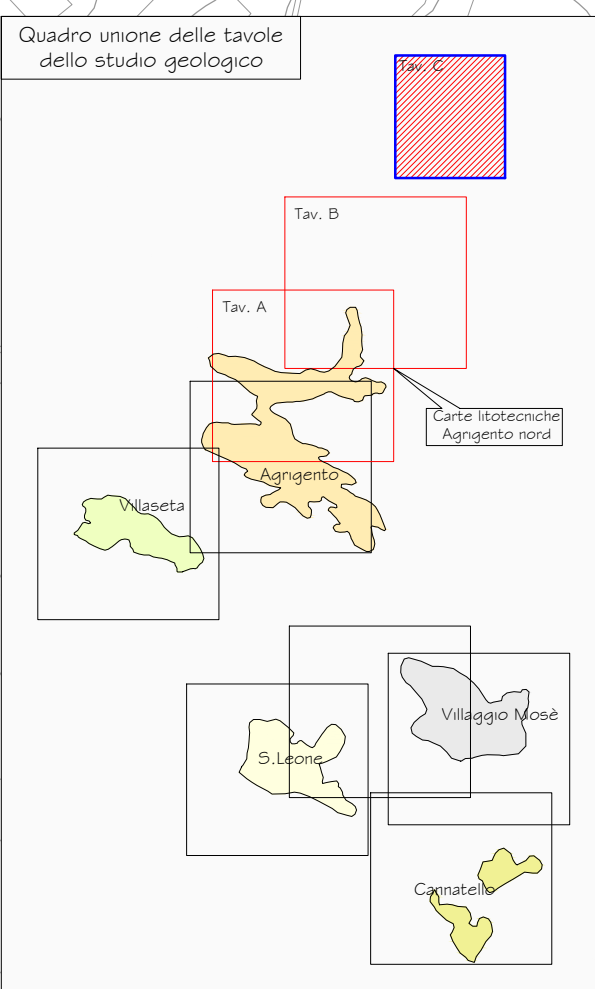 Quadro unione delle tavole
dello studio geologico
Tav. C
Tav. B
Tav. A
Carte litotecniche
Agrigento nord
Agrigento
Villaseta
Villaggio Mosè
S.Leone
Cannatello